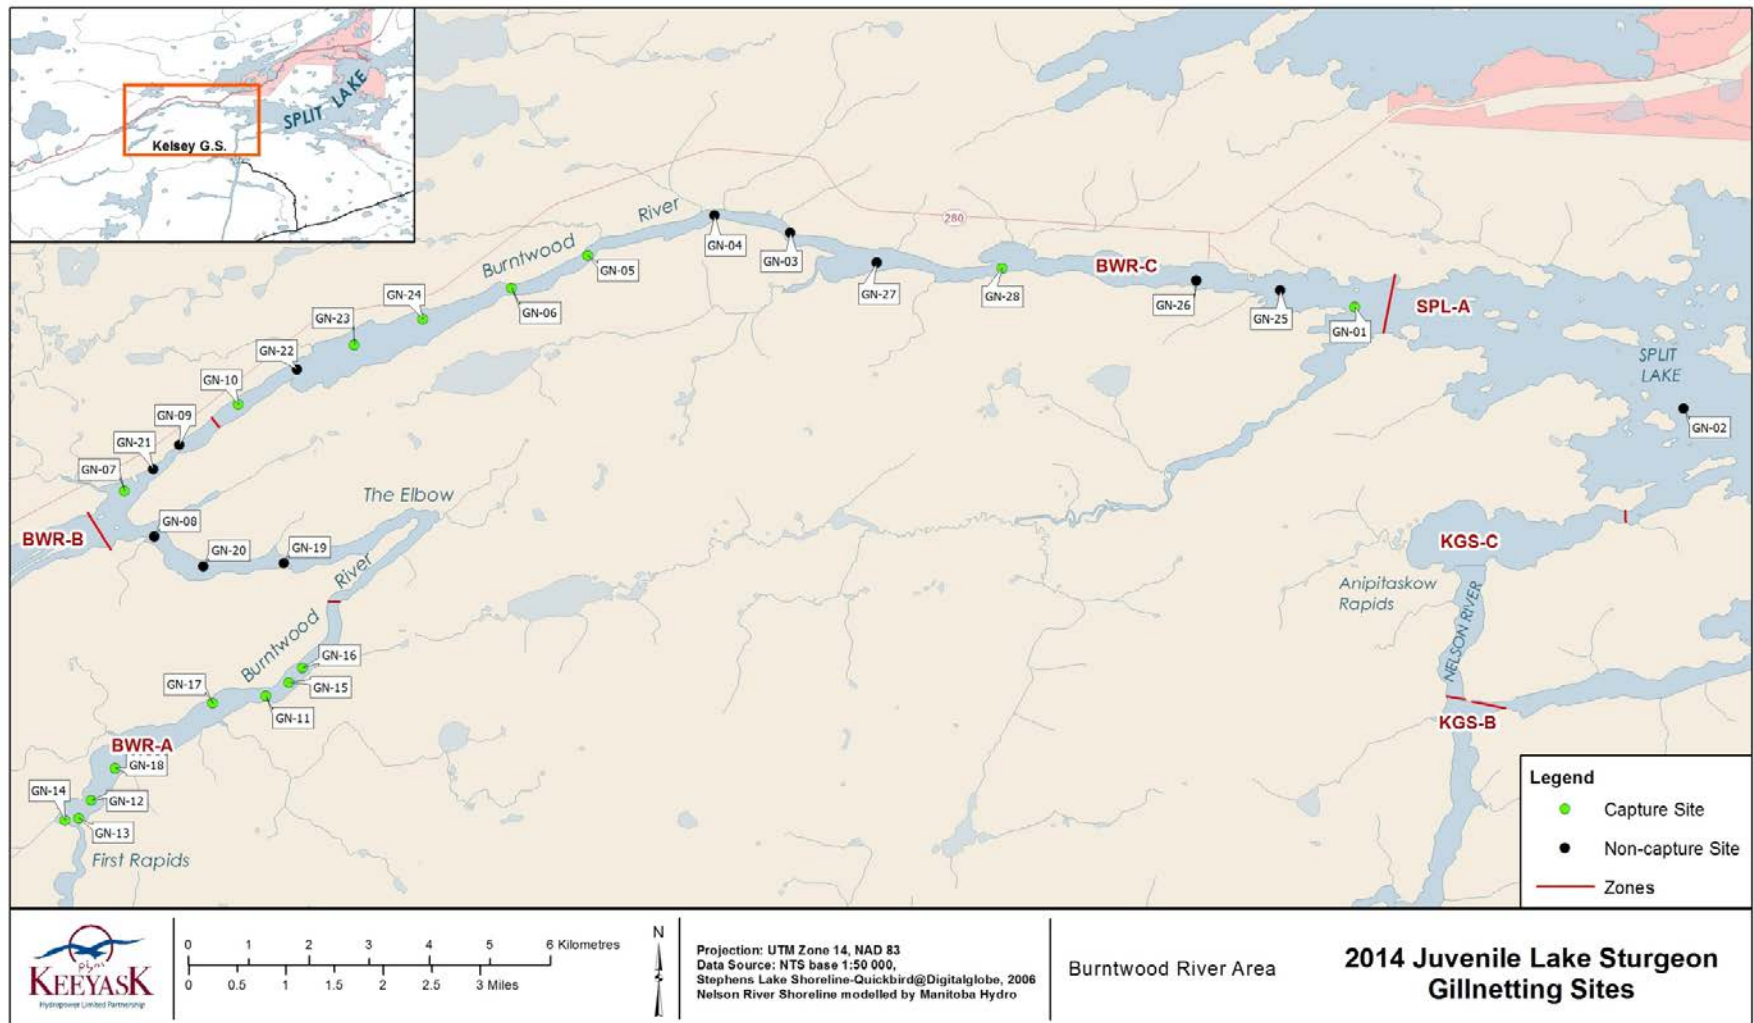 SPLIT LAKE
Kelsey G.S.
280
River
Burntwood
GN-04
GN-03
GN-05
GN-27
GN-28
BWR-C
GN-26
GN-25
GN-01
SPL-A
GN-24
GN-06
GN-23
GN-22
SPLIT
LAKE
GN-10
GN-02
GN-09
GN-21
GN-07
The Elbow
GN-08
BWR-B
GN-20
GN-19
River
KGS-C
Anipitaskow
Rapids
NELSON RIVER
Burntwood
GN-16
GN-15
GN-17
GN-11
KGS-B
BWR-A
GN-18
GN-14
GN-12
GN-13
First Rapids
Legend
Capture Site
Non-capture Site
Zones
KEEYASK
Hydropower Limited Partnership
0 1 2 3 4 5 6 Kilometres
0 0.5 1 1.5 2 2.5 3 Miles
N
Projection: UTM Zone 14, NAD 83
Data Source: NTS base 1:50 000,
Stephens Lake Shoreline-Quickbird@Digitalglobe, 2006
Nelson River Shoreline modelled by Manitoba Hydro
Burntwood River Area
2014 Juvenile Lake Sturgeon
Gillnetting Sites